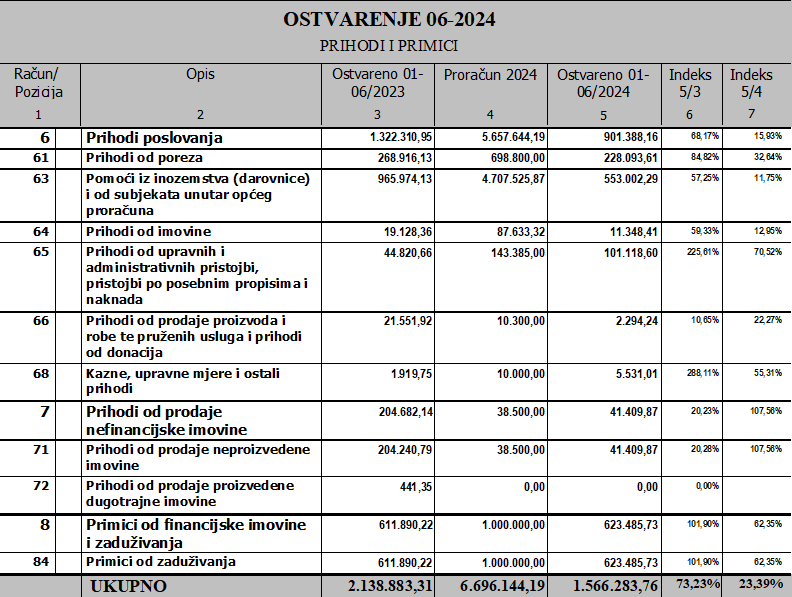 OSTVARENJE 06-2024
PRIHODI I PRIMICI
Račun/ Pozicija Opis Ostvareno 01-06/2023 Proračun 2024 Ostvareno 01-06/2024 Indeks 5/3 Indeks 5/4
1 2 3 4 5 6 7
6 Prihodi poslovanja 1.322.310,95 5.657.644,19 901.388,16 68,17% 15,93%
61 Prihodi od poreza 268.916,13 698.800,00 228.093,61 84,82% 32,64%
63 Pomoći iz inozemstva (darovnice) 965.974,13 4.707.525,87 553.002,29 57,25% 11,75%
i od subjekata unutar općeg
proračuna
64 Prihodi od imovine 19.128,36 87.633,32 11.348,41 59,33% 12,95%
65 Prihodi od upravnih i 44.820,66 143.385,00 101.118,60 225,61% 70,52%
administrativnih pristojbi,
pristojbi po posebnim propisima i
naknada
66 Prihodi od prodaje proizvoda i 21.551,92 10.300,00 2.294,24 10,65% 22,27%
robe te pruženih usluga i prihodi
od donacija
68 Kazne, upravne mjere i ostali 1.919,75 10.000,00 5.531,01 288,11% 55,31%
prihodi
7 Prihodi od prodaje 204.682,14 38.500,00 41.409,87 20,23% 107,56%
nefinancijske imovine
71 Prihodi od prodaje neproizvedene 204.240,79 38.500,00 41.409,87 20,28% 107,56%
imovine
72 Prihodi od prodaje proizvedene 441,35 0,00 0,00 0,00%
dugotrajne imovine
8 Primici od financijske imovine 611.890,22 1.000.000,00 623.485,73 101,90% 62,35%
i zaduživanja
84 Primici od zaduživanja 611.890,22 1.000.000,00 623.485,73 101,90% 62,35%
UKUPNO 2.138.883,31 6.696.144,19 1.566.283,76 73,23% 23,39%